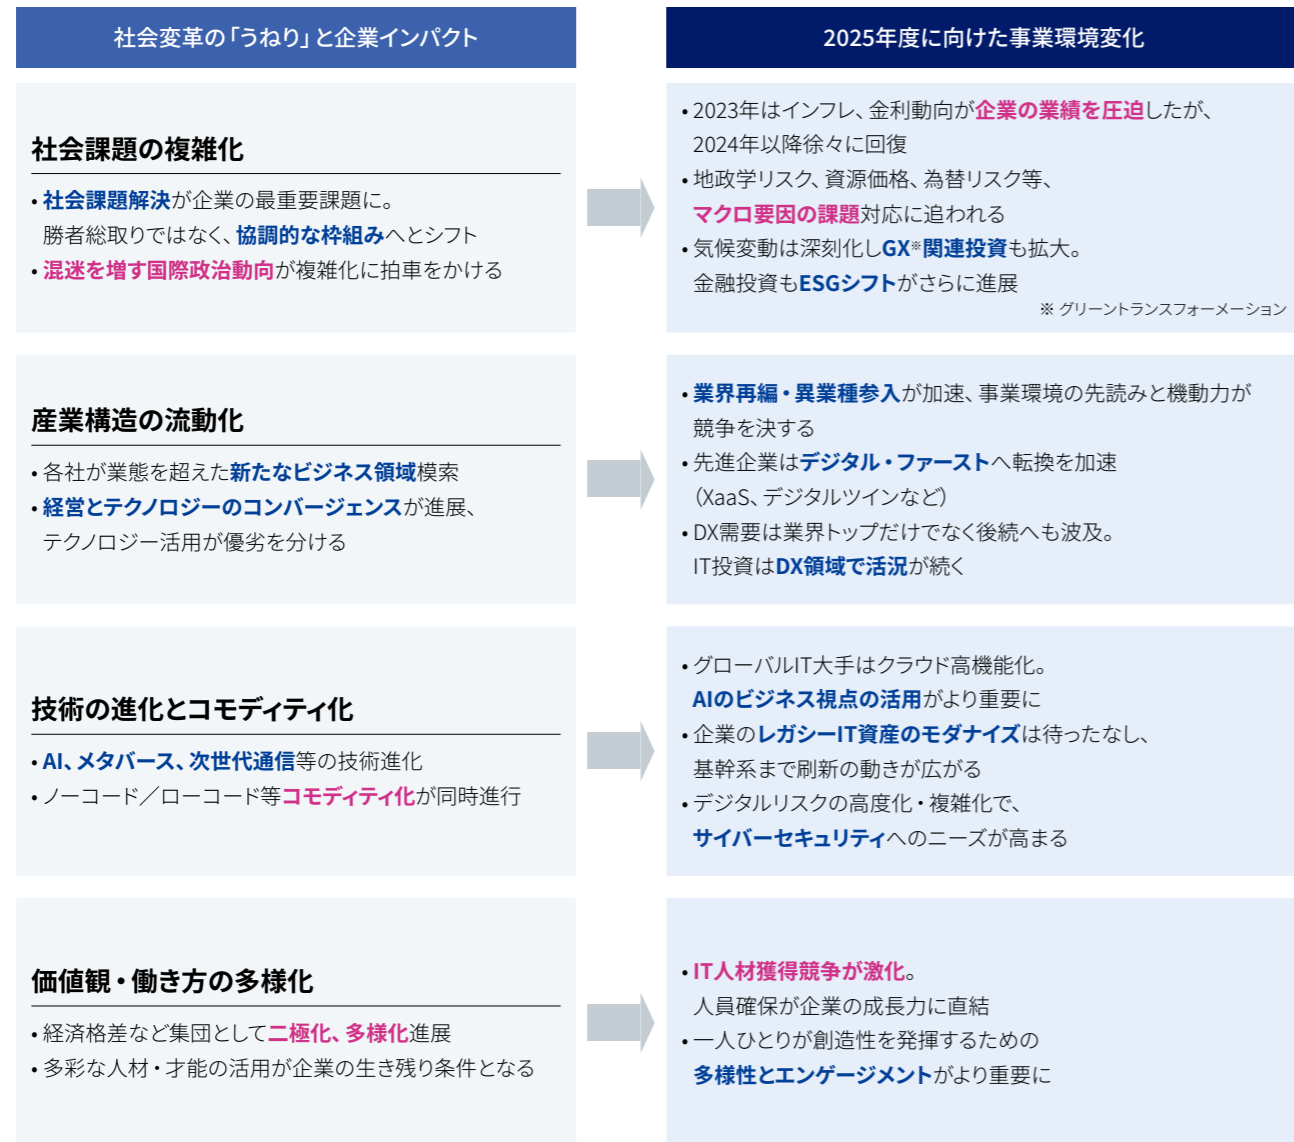 社会変革の「うねり」と企業インパクト
2025年度に向けた事業環境変化
社会課題の複雑化
• 社会課題解決が企業の最重要課題に。
勝者総取りではなく、協調的な枠組みへとシフト
• 混迷を増す国際政治動向が複雑化に拍車をかける
• 2023年はインフレ、金利動向が企業の業績を圧迫したが、
2024年以降徐々に回復
• 地政学リスク、資源価格、為替リスク等、
マクロ要因の課題対応に追われる
• 気候変動は深刻化しGX※関連投資も拡大。
金融投資もESGシフトがさらに進展
※ グリーントランスフォーメーション
産業構造の流動化
• 各社が業態を超えた新たなビジネス領域模索
• 経営とテクノロジーのコンバージェンスが進展、
テクノロジー活用が優劣を分ける
• 業界再編・異業種参入が加速、事業環境の先読みと機動力が
競争を決する
• 先進企業はデジタル・ファーストへ転換を加速
（XaaS、デジタルツインなど）
• DX需要は業界トップだけでなく後続へも波及。
IT投資はDX領域で活況が続く
技術の進化とコモディティ化
• AI、メタバース、次世代通信等の技術進化
• ノーコード／ローコード等コモディティ化が同時進行
• グローバルIT大手はクラウド高機能化。
AIのビジネス視点の活用がより重要に
• 企業のレガシーIT資産のモダナイズは待ったなし、
基幹系まで刷新の動きが広がる
• デジタルリスクの高度化・複雑化で、
サイバーセキュリティへのニーズが高まる
価値観・働き方の多様化
• 経済格差など集団として二極化、多様化進展
• 多彩な人材・才能の活用が企業の生き残り条件となる
• IT人材獲得競争が激化。
人員確保が企業の成長力に直結
• 一人ひとりが創造性を発揮するための
多様性とエンゲージメントがより重要に